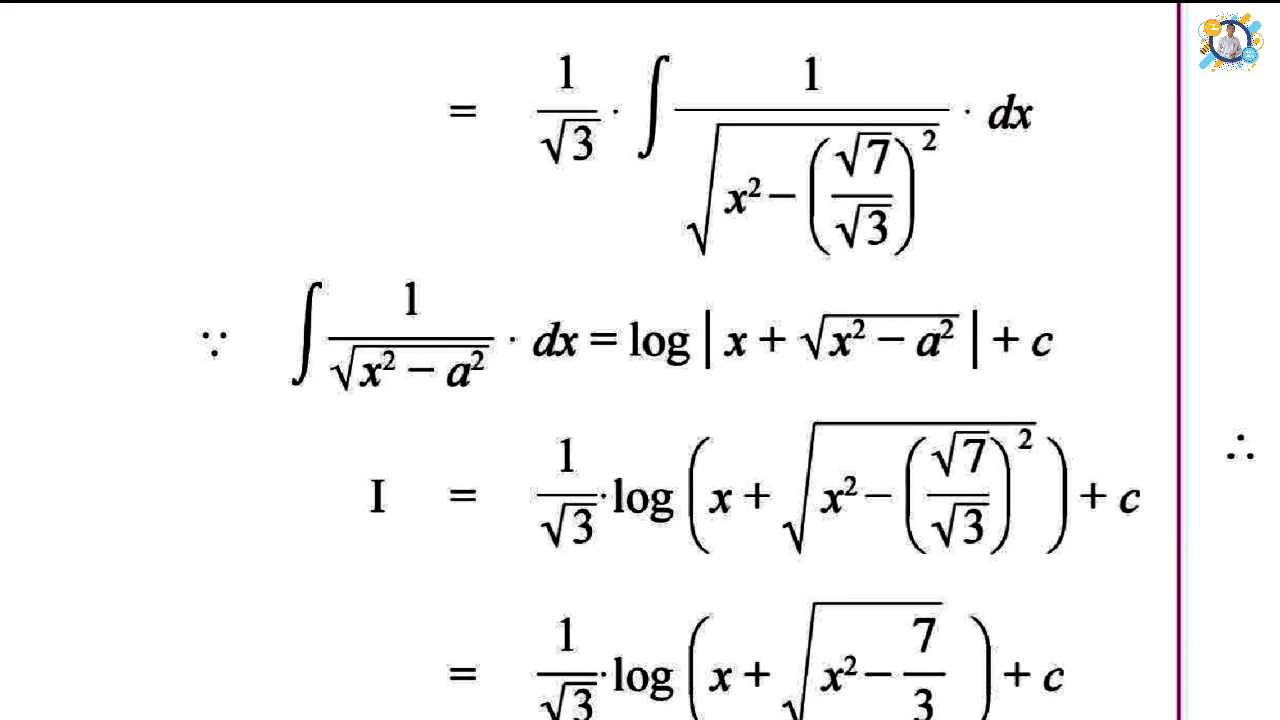 = 1/√3 · ∫ 1/√(x² − (√7/√3)²) · dx
∵ ∫ 1/√(x² − a²) · dx = log | x + √(x² − a²) | + c
I = 1/√3 · log ( x + √(x² − (√7/√3)²) ) + c
∴
= 1/√3 · log ( x + √(x² − 7/3) ) + c